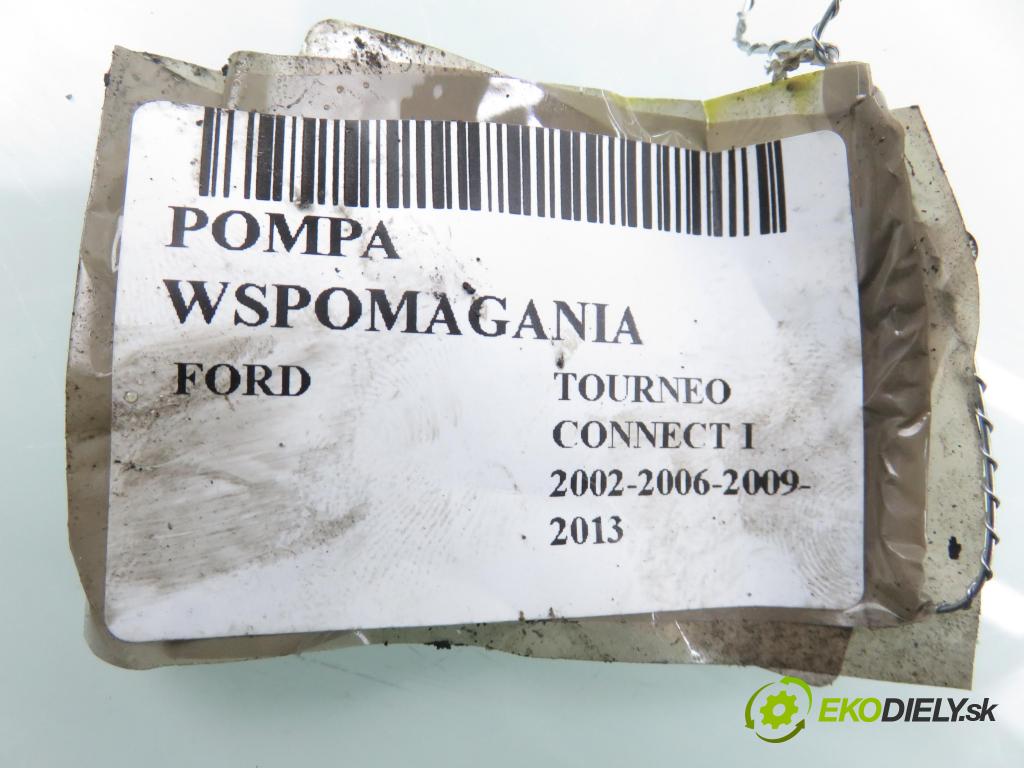 POMPA
WSPOMAGANIA
FORD
TOURNEO
CONNECT I
2002-2006-2009-
2013
EKODIELY.sk